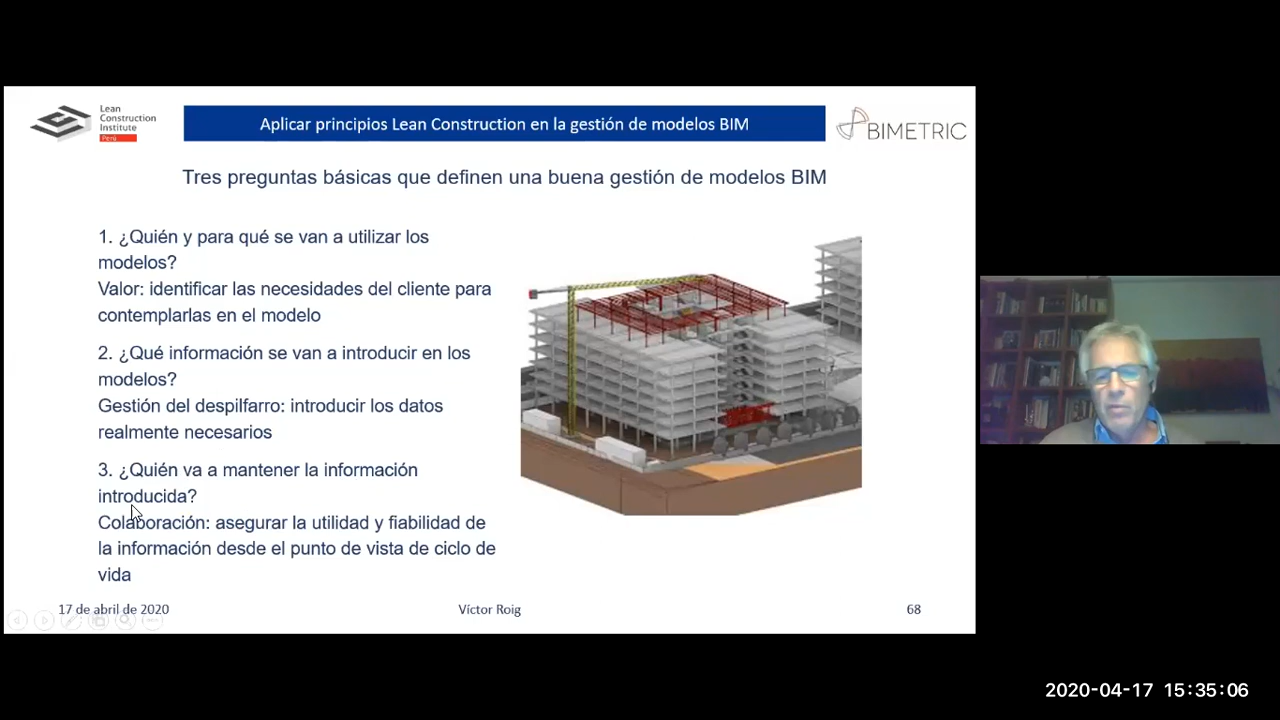 Lean
Construction
Institute
Perú
Aplicar principios Lean Construction en la gestión de modelos BIM
BIMETRIC
Tres preguntas básicas que definen una buena gestión de modelos BIM
1. ¿Quién y para qué se van a utilizar los
modelos?
Valor: identificar las necesidades del cliente para
contemplarlas en el modelo
2. ¿Qué información se van a introducir en los
modelos?
Gestión del despilfarro: introducir los datos
realmente necesarios
3. ¿Quién va a mantener la información
introducida?
Colaboración: asegurar la utilidad y fiabilidad de
la información desde el punto de vista de ciclo de
vida
17 de abril de 2020
Víctor Roig
68
2020-04-17 15:35:06